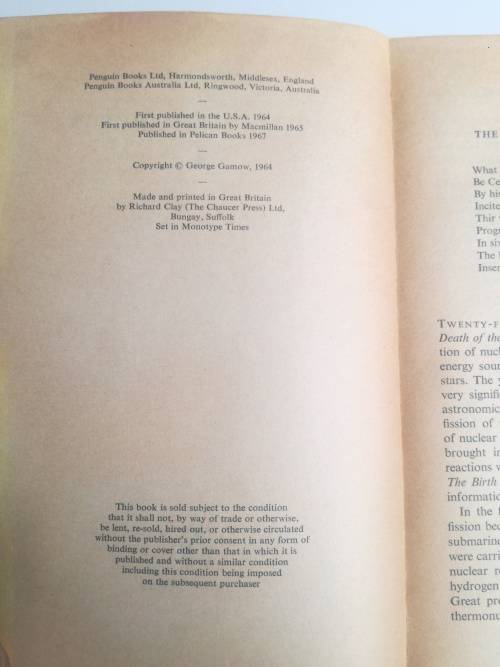 Penguin Books Ltd, Harmondsworth, Middlesex, England
Penguin Books Australia Ltd, Ringwood, Victoria, Australia
—
First published in the U.S.A. 1964
First published in Great Britain by Macmillan 1965
Published in Pelican Books 1967
—
Copyright © George Gamow, 1964
—
Made and printed in Great Britain
by Richard Clay (The Chaucer Press) Ltd,
Bungay, Suffolk
Set in Monotype Times
This book is sold subject to the condition
that it shall not, by way of trade or otherwise,
be lent, re-sold, hired out, or otherwise circulated
without the publisher's prior consent in any form of
binding or cover other than that in which it is
published and without a similar condition
including this condition being imposed
on the subsequent purchaser
THE
What
Be Ce
By his
Incite
Thir
Progr
In six
The
Inser
TWENTY-F
Death of the
tion of nucl
energy sour
stars. The
very signifi
astronomic
fission of
of nuclear
brought in
reactions w
The Birth
informatio
In the f
fission bec
submarine
were carri
nuclear re
hydrogen
Great pro
thermonu